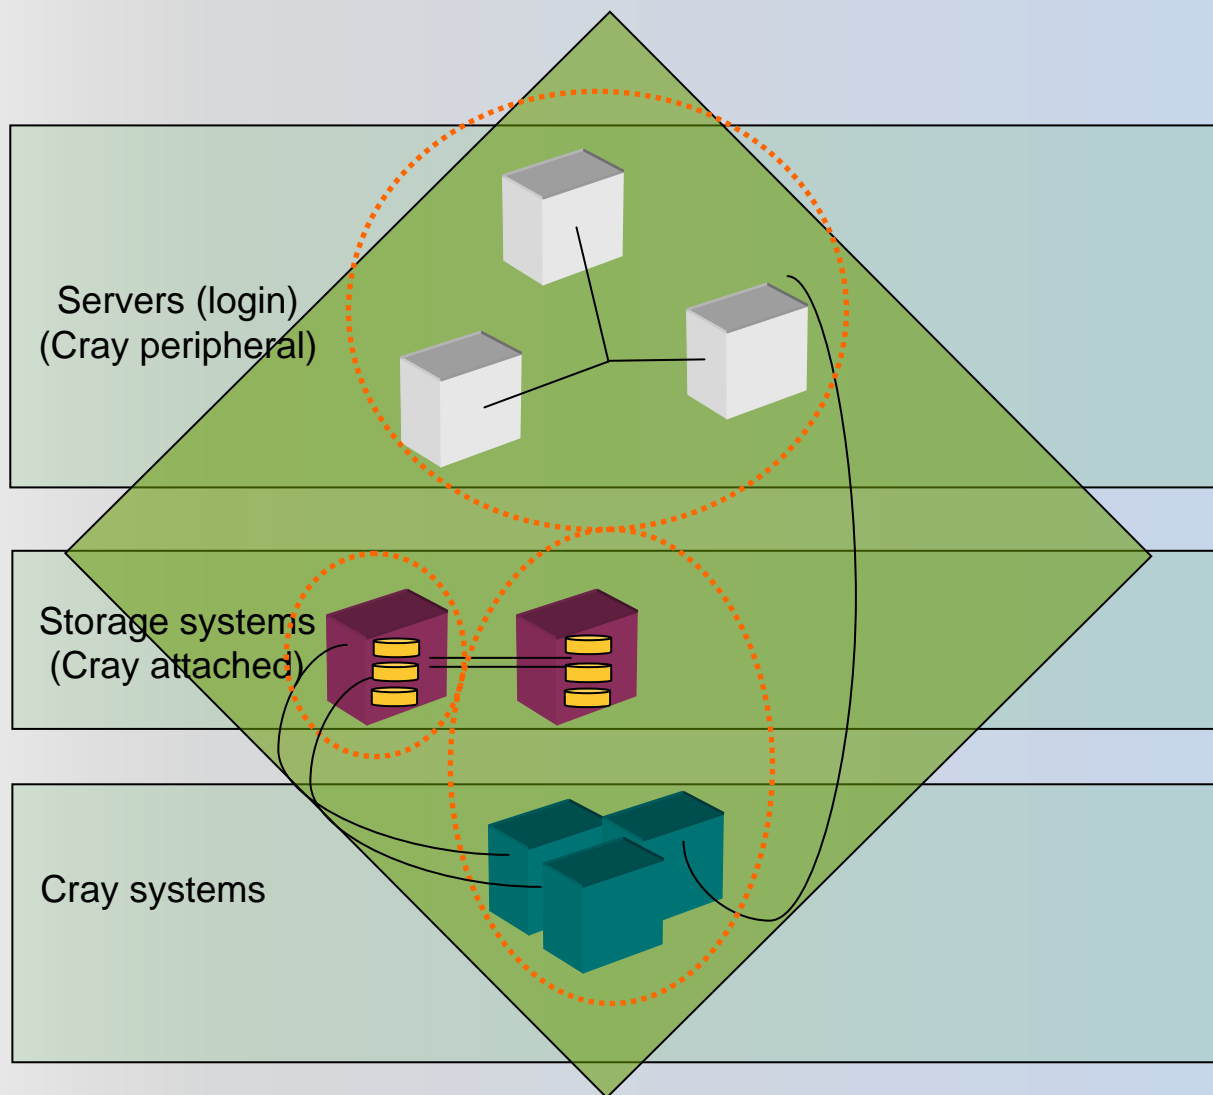 Servers (login)
(Cray peripheral)
Storage systems
(Cray attached)
Cray systems